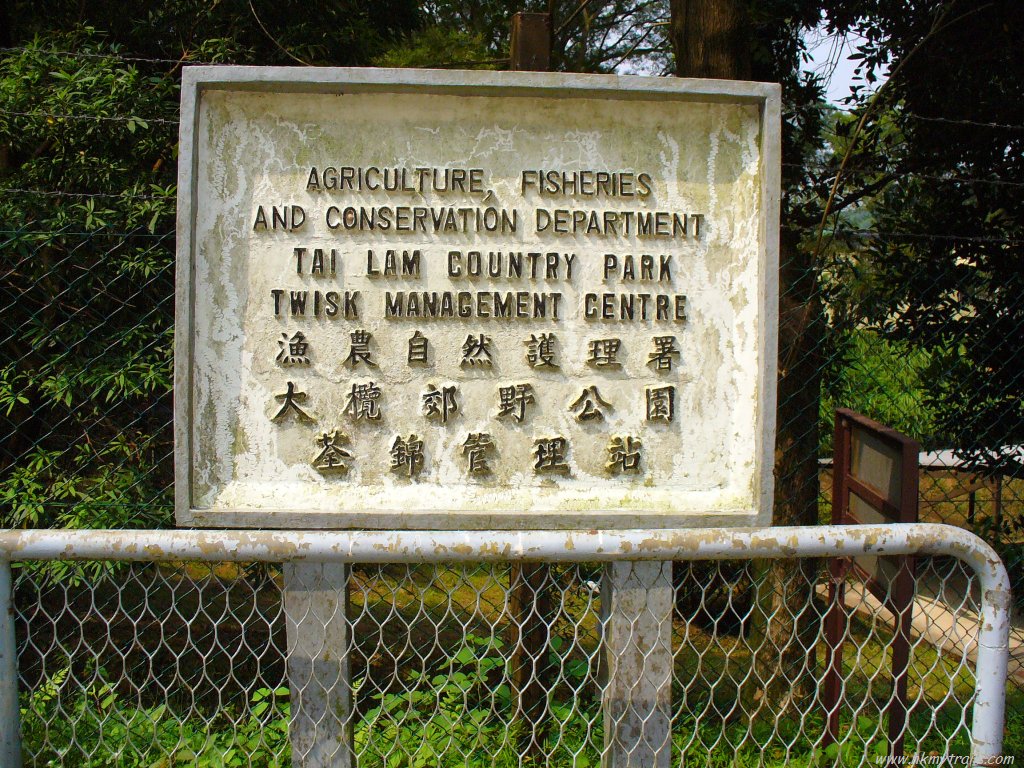 AGRICULTURE, FISHERIES
AND CONSERVATION DEPARTMENT
TAI LAM COUNTRY PARK
TWISK MANAGEMENT CENTRE
漁農自然護理署
大欖郊野公園
荃錦管理站
www.hkmytrails.com